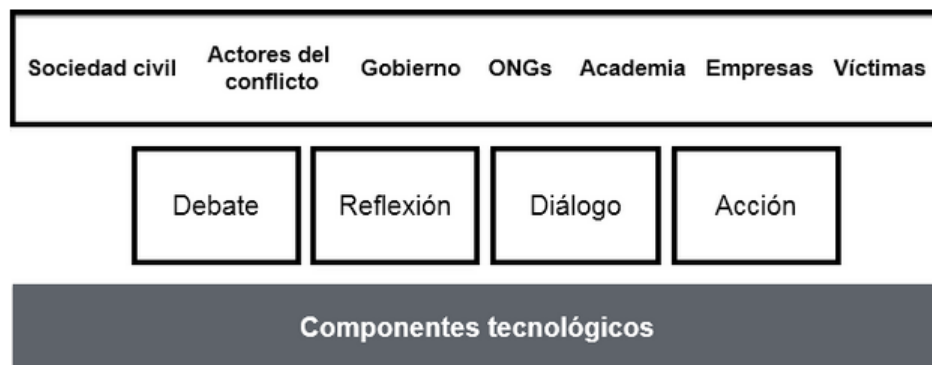 Sociedad civil Actores del conflicto Gobierno ONGs Academia Empresas Víctimas
Debate Reflexión Diálogo Acción
Componentes tecnológicos